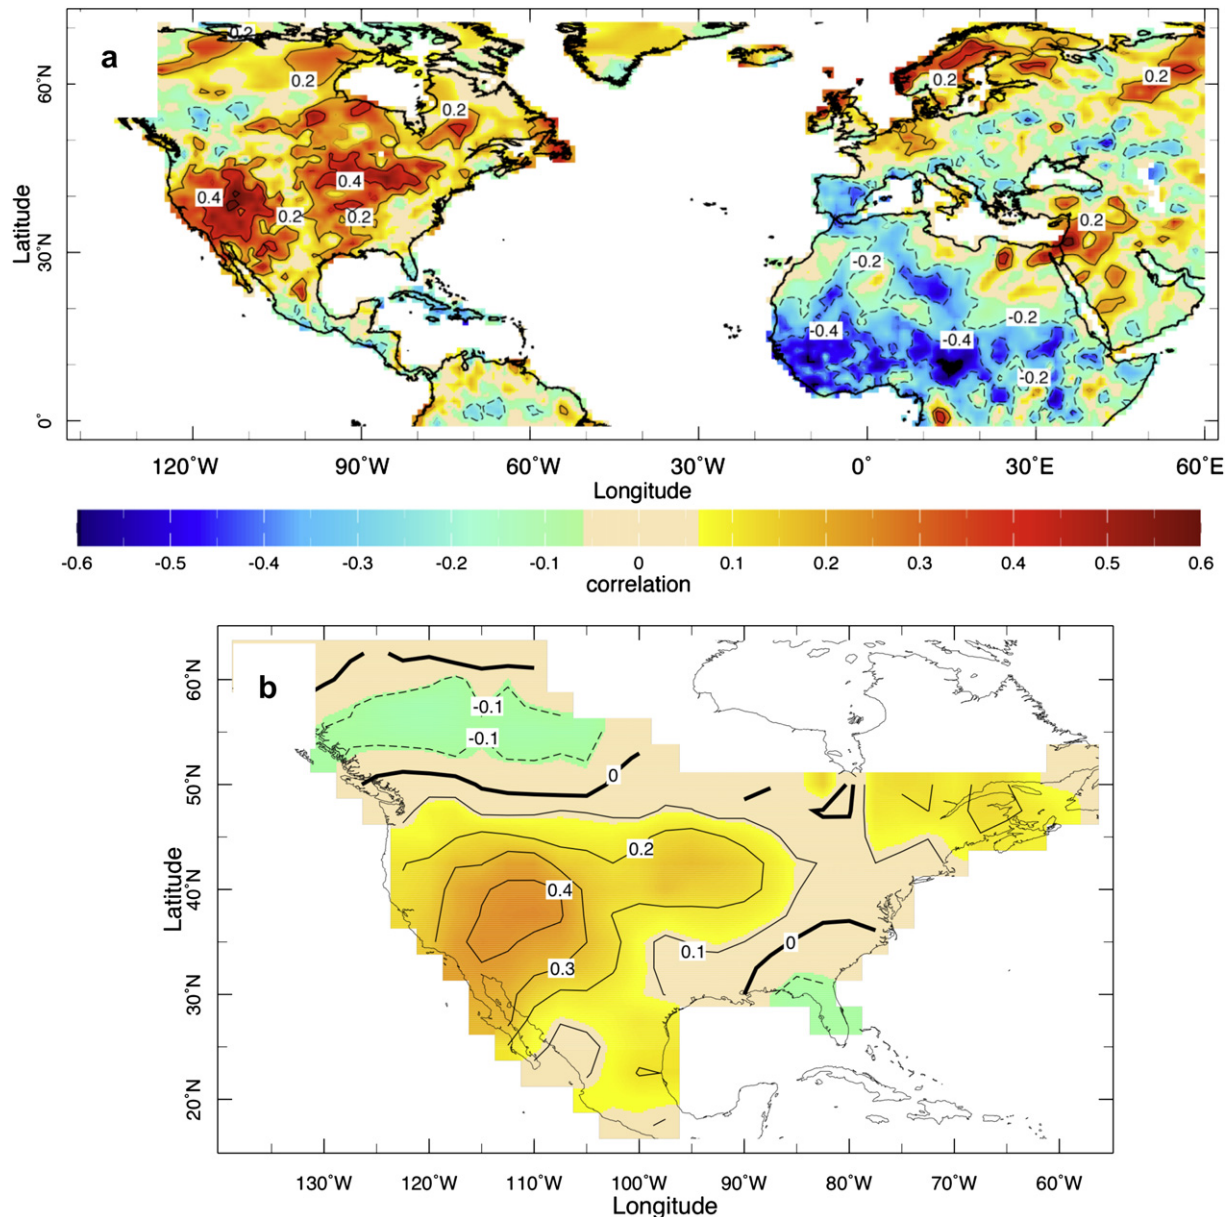 a
0.2
0.2
0.2
0.4
0.4
0.2
0.2
0.2
0.2
0.2
-0.2
-0.4
-0.4
-0.2
-0.2
60°N
30°N
0°
Latitude
120°W 90°W 60°W 30°W 0° 30°E 60°E
Longitude
-0.6 -0.5 -0.4 -0.3 -0.2 -0.1 0 0.1 0.2 0.3 0.4 0.5 0.6
correlation
b
-0.1
-0.1
0
0.2
0.4
0.3
0.1
0
60°N
50°N
40°N
30°N
20°N
Latitude
130°W 120°W 110°W 100°W 90°W 80°W 70°W 60°W
Longitude